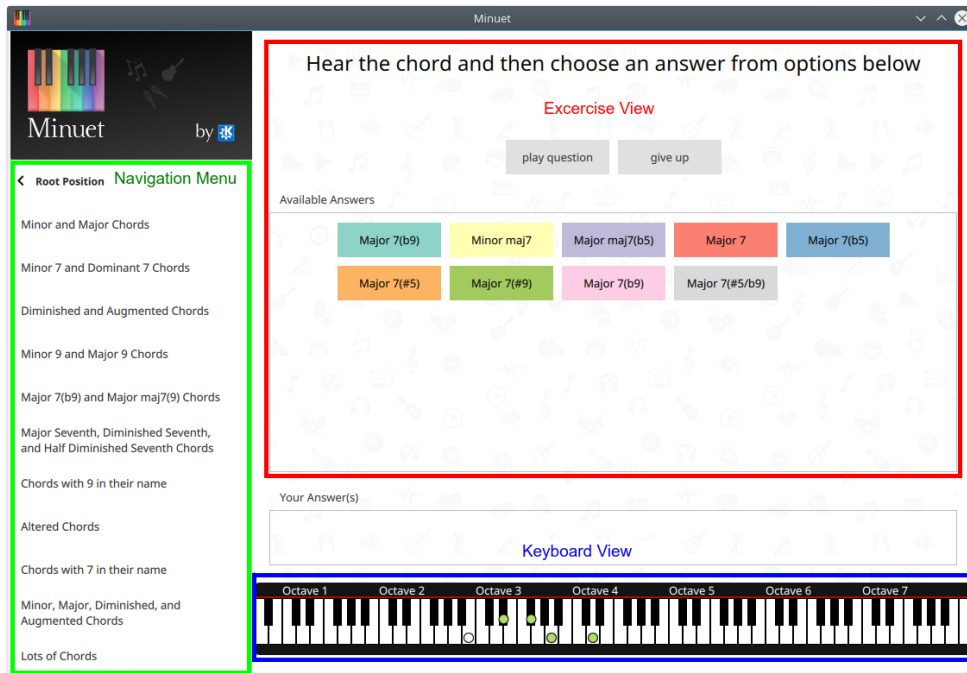 Minuet
Minuet
by K
Root Position
Navigation Menu
Minor and Major Chords
Minor 7 and Dominant 7 Chords
Diminished and Augmented Chords
Minor 9 and Major 9 Chords
Major 7(b9) and Major maj7(9) Chords
Major Seventh, Diminished Seventh,
and Half Diminished Seventh Chords
Chords with 9 in their name
Altered Chords
Chords with 7 in their name
Minor, Major, Diminished, and
Augmented Chords
Lots of Chords
Hear the chord and then choose an answer from options below
Excercise View
play question
give up
Available Answers
Major 7(b9)
Minor maj7
Major maj7(b5)
Major 7
Major 7(b5)
Major 7(#5)
Major 7(#9)
Major 7(b9)
Major 7(#5/b9)
Your Answer(s)
Keyboard View
Octave 1
Octave 2
Octave 3
Octave 4
Octave 5
Octave 6
Octave 7